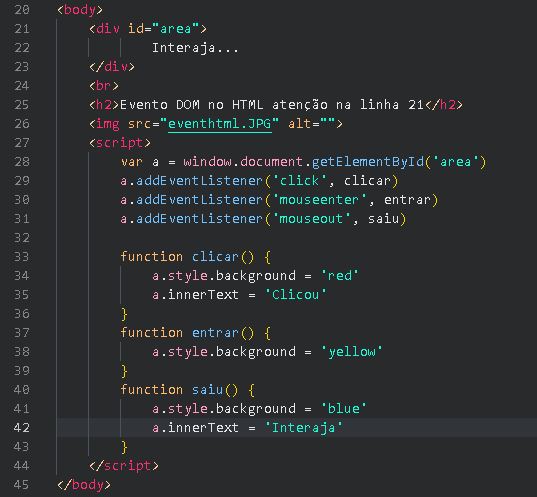 20 <body>
21     <div id="area">
22             Interaja...
23     </div>
24     <br>
25     <h2>Evento DOM no HTML atenção na linha 21</h2>
26     <img src="eventhtml.JPG" alt="">
27     <script>
28         var a = window.document.getElementById('area')
29         a.addEventListener('click', clicar)
30         a.addEventListener('mouseenter', entrar)
31         a.addEventListener('mouseout', saiu)
32
33         function clicar() {
34             a.style.background = 'red'
35             a.innerText = 'Clicou'
36         }
37         function entrar() {
38             a.style.background = 'yellow'
39         }
40         function saiu() {
41             a.style.background = 'blue'
42             a.innerText = 'Interaja'
43         }
44     </script>
45 </body>